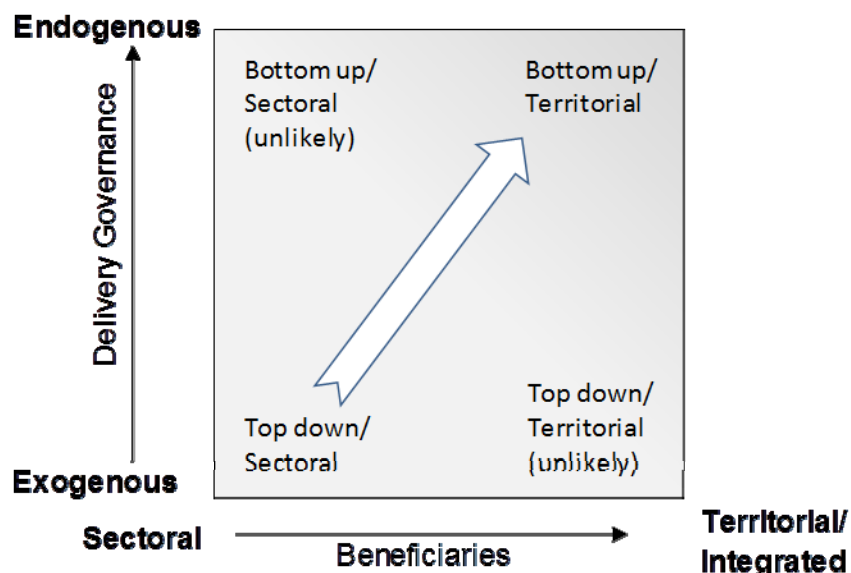 Endogenous
Delivery Governance
Exogenous
Bottom up/
Sectoral
(unlikely)
Bottom up/
Territorial
Top down/
Sectoral
Top down/
Territorial
(unlikely)
Sectoral
Beneficiaries
Territorial/
Integrated